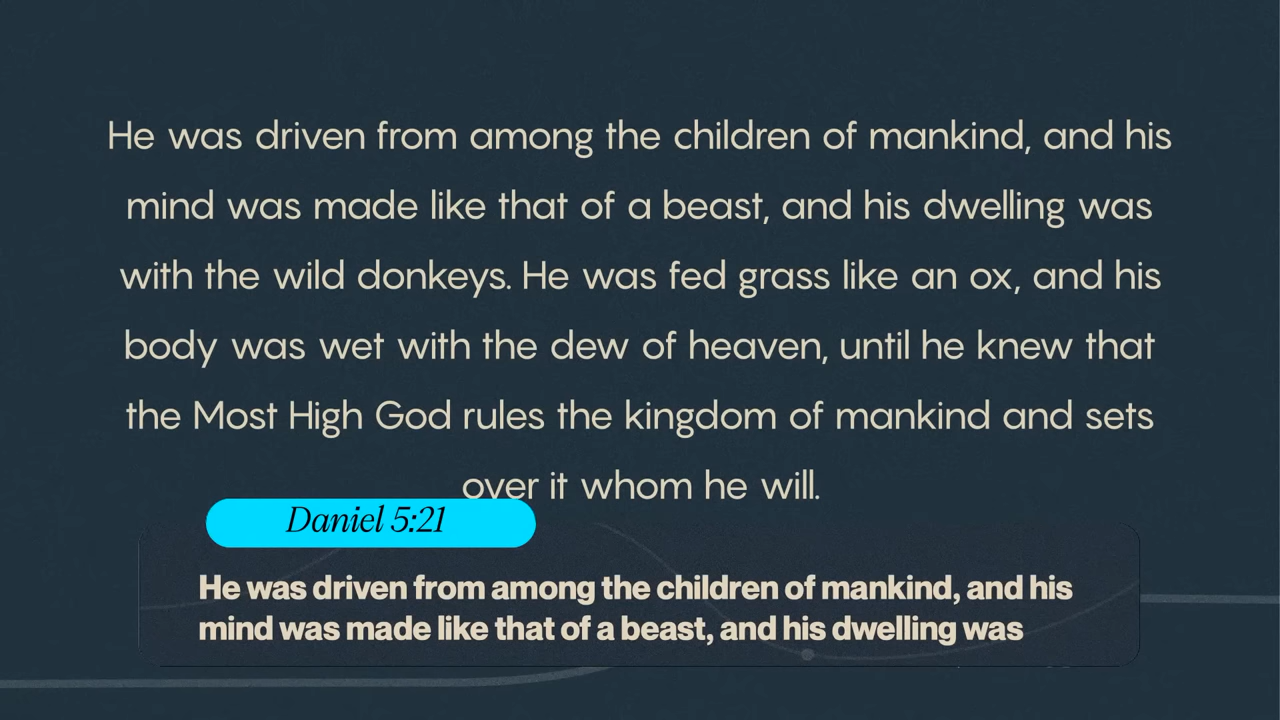 He was driven from among the children of mankind, and his
mind was made like that of a beast, and his dwelling was
with the wild donkeys. He was fed grass like an ox, and his
body was wet with the dew of heaven, until he knew that
the Most High God rules the kingdom of mankind and sets
over it whom he will.
Daniel 5:21
He was driven from among the children of mankind, and his
mind was made like that of a beast, and his dwelling was